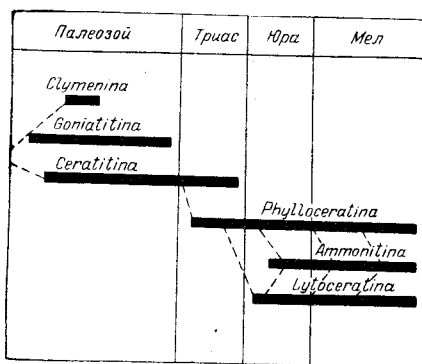 Палеозой Триас Юра Мел
Clymenina
Goniatitina
Ceratitina
Phylloceratina
Ammonitina
Lytoceratina